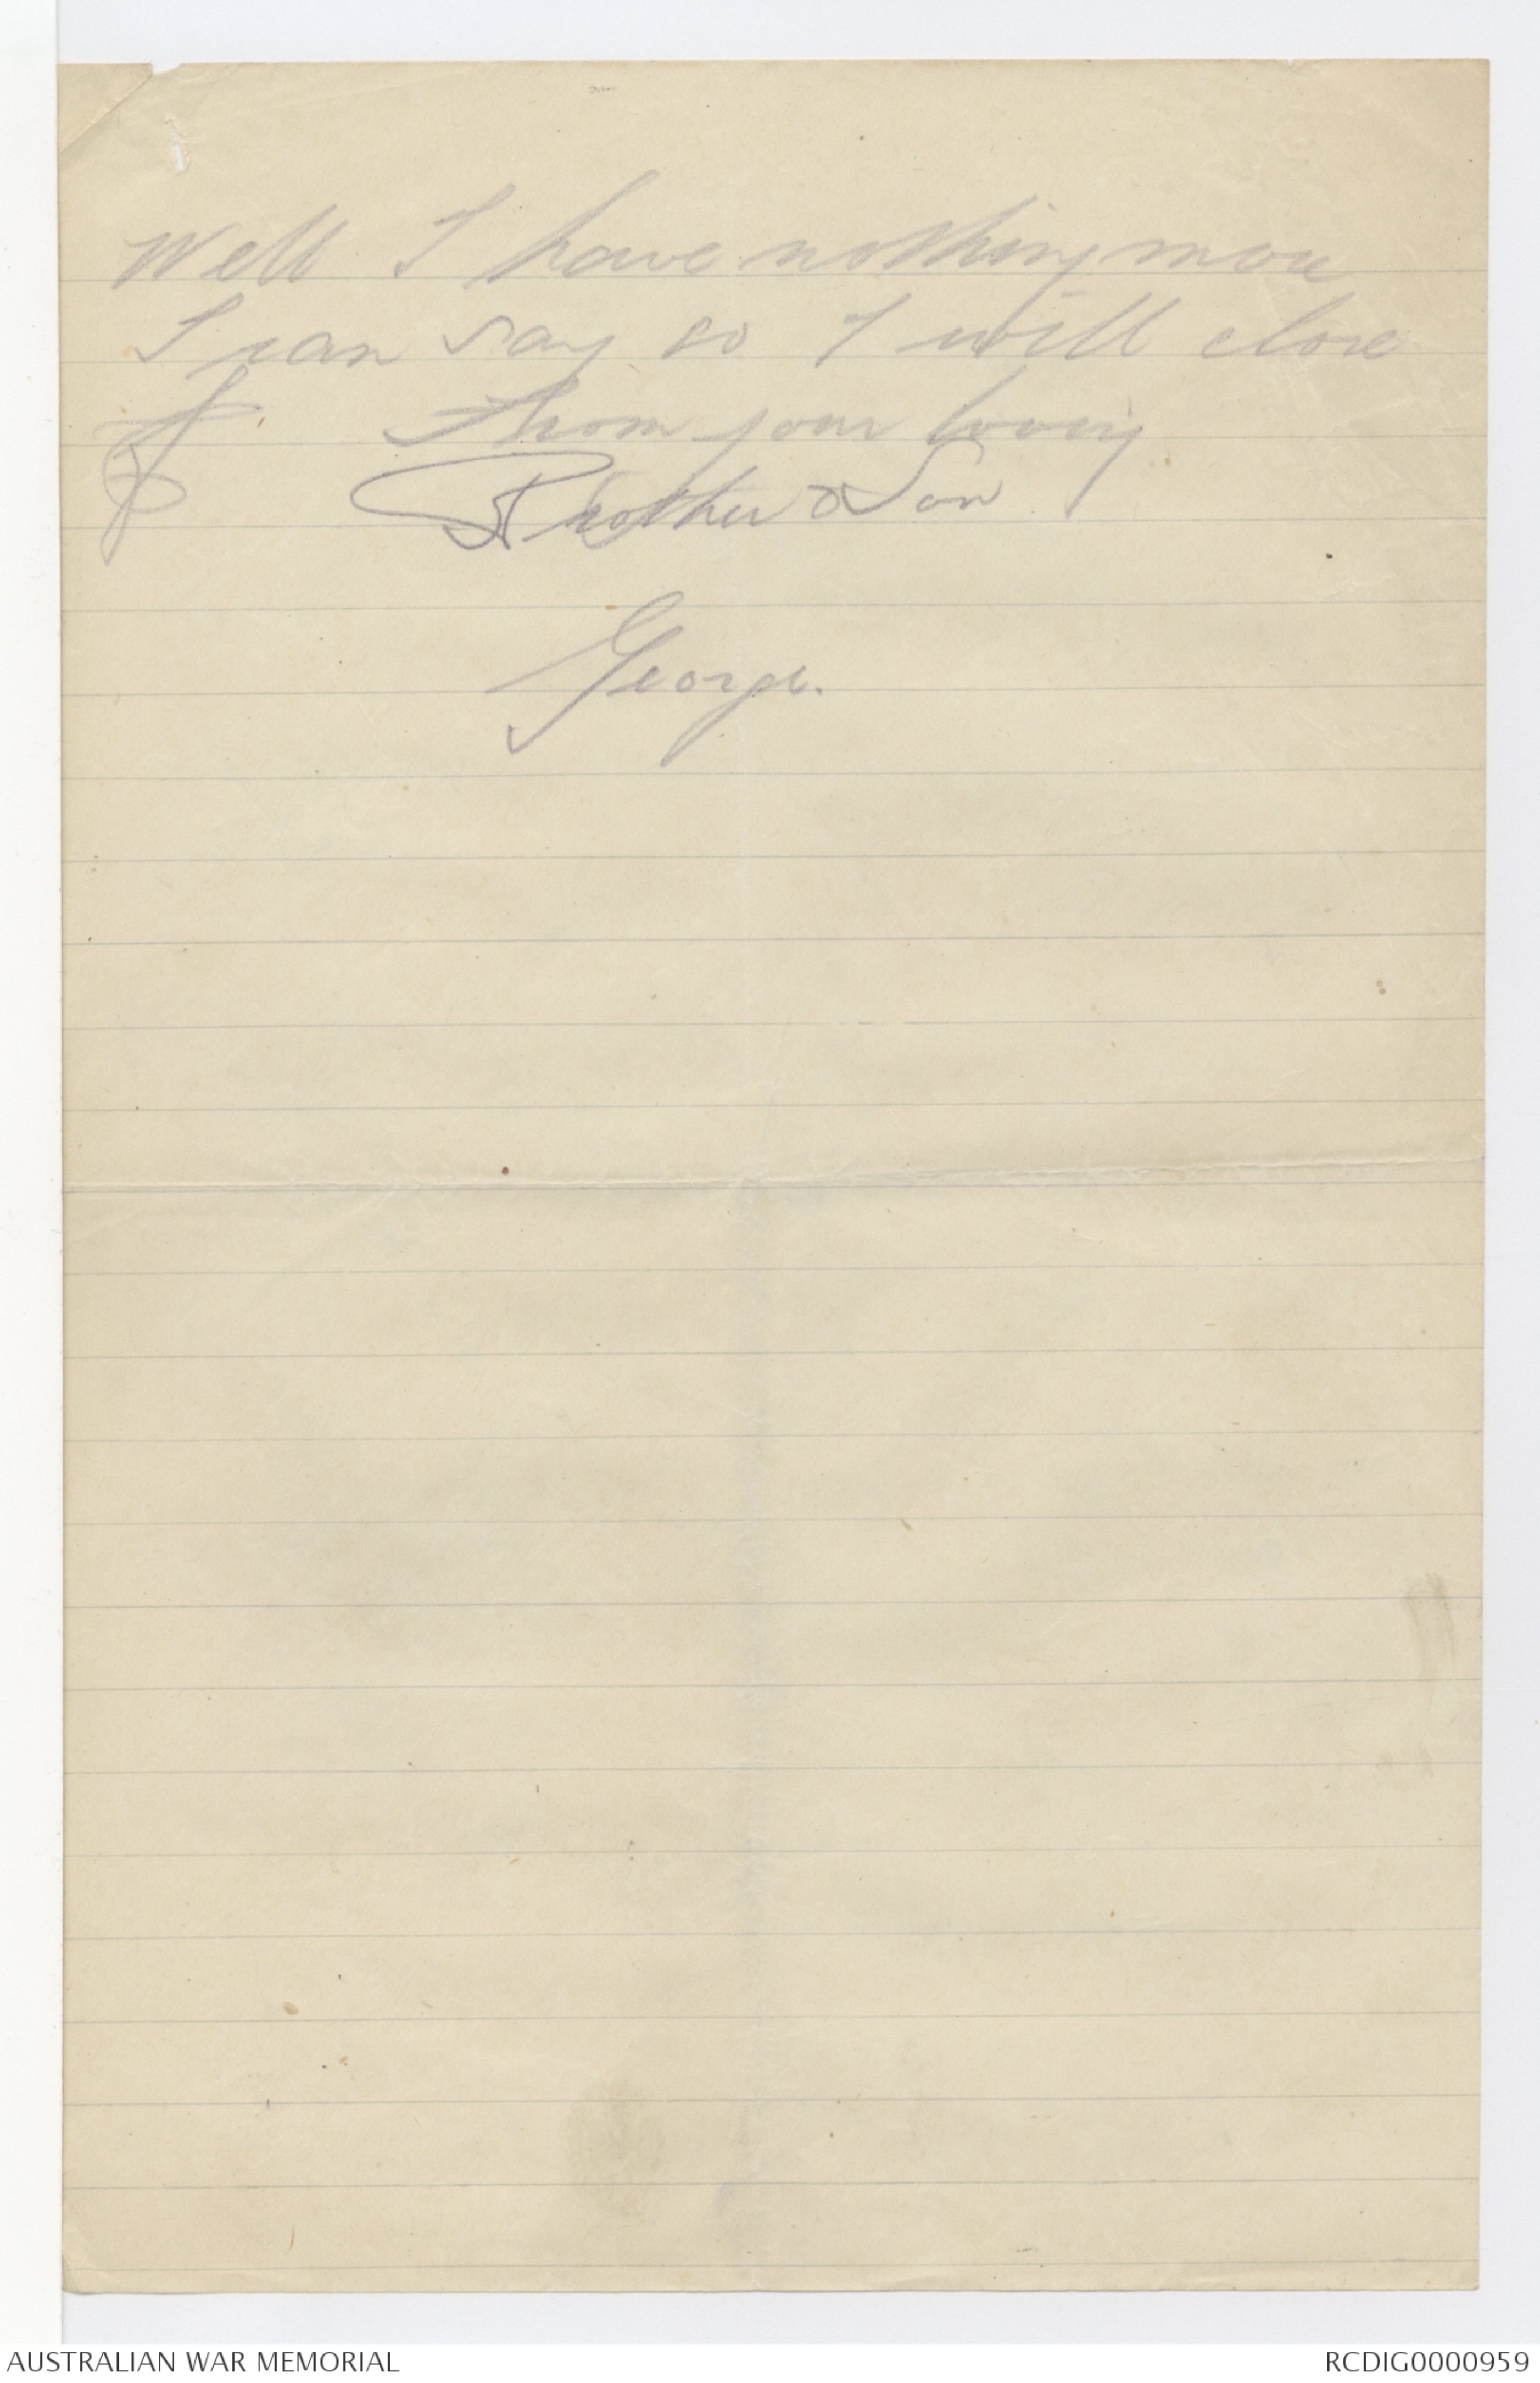 Well I have nothing more
I can say so I will close
From your loving
Brother & Son
George.
AUSTRALIAN WAR MEMORIAL
RCDIG0000959